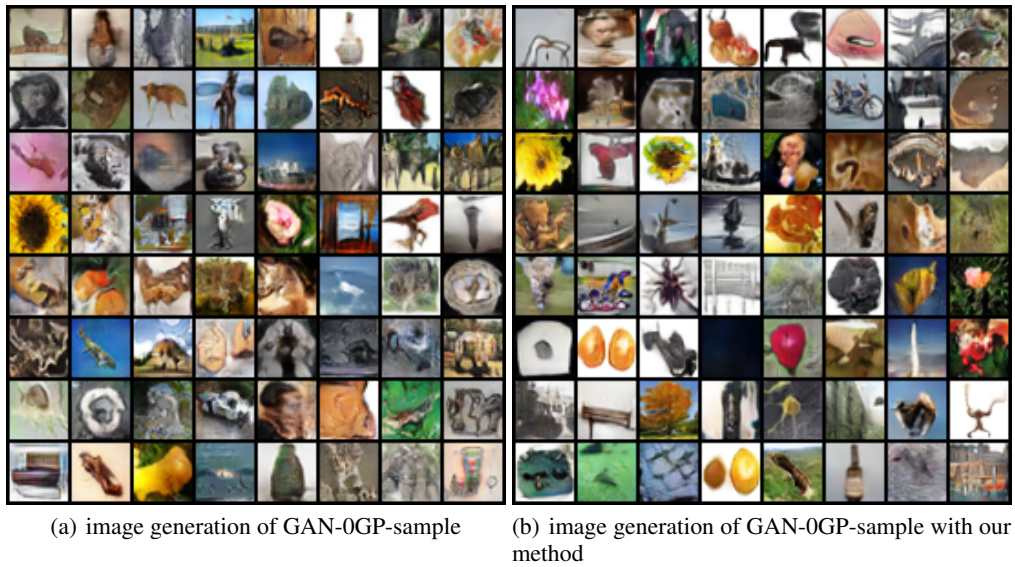 (a) image generation of GAN-0GP-sample
(b) image generation of GAN-0GP-sample with our
method